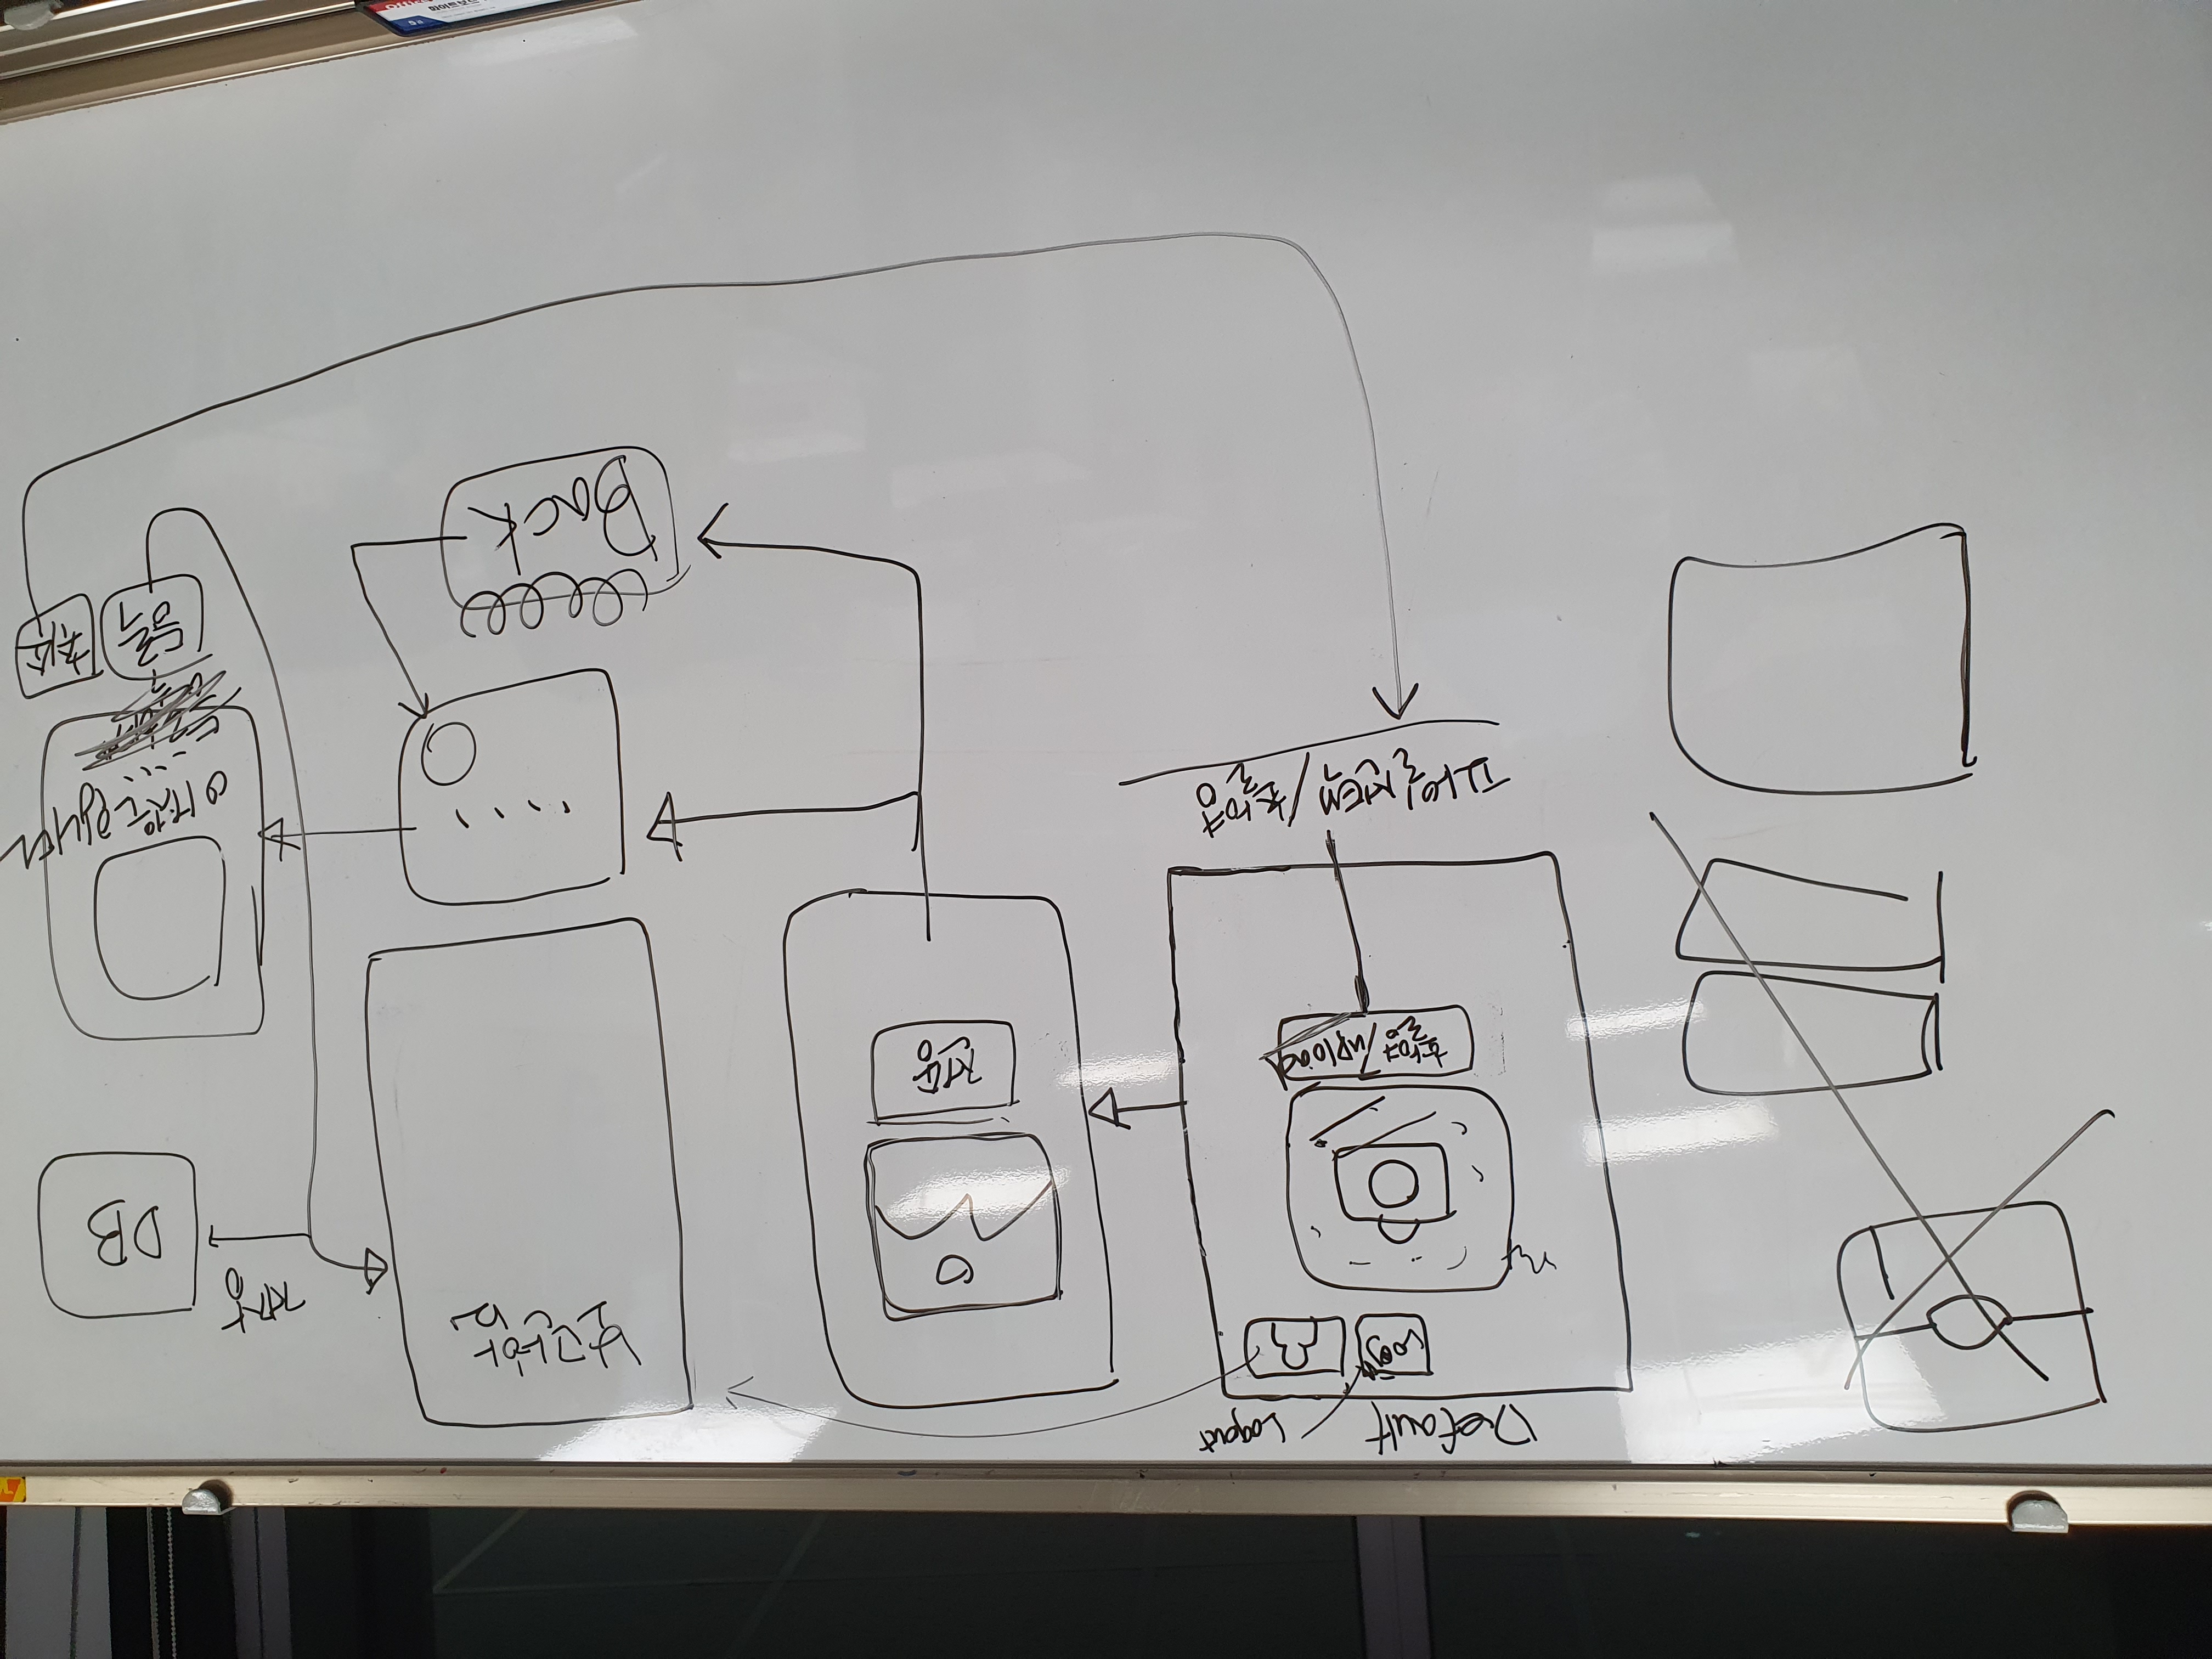 Default
Logout
Login
촬영/upload
파일선택/촬영
전송
보관함
저장
DB
이것은입니다
...
등록
취소
....
Back